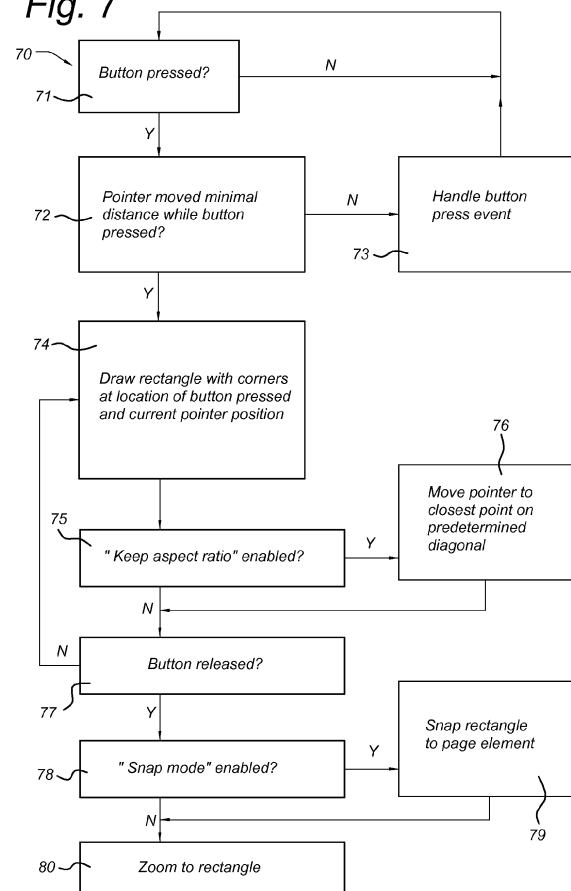 Fig. 7
70
Button pressed?
N
71
Y
Pointer moved minimal
distance while button
pressed?
72
N
Handle button
press event
73
Y
74
Draw rectangle with corners
at location of button pressed
and current pointer position
76
Move pointer to
closest point on
predetermined
diagonal
75
" Keep aspect ratio" enabled?
Y
N
N
Button released?
77
Y
Snap rectangle
to page element
78
" Snap mode" enabled?
Y
79
N
80
Zoom to rectangle